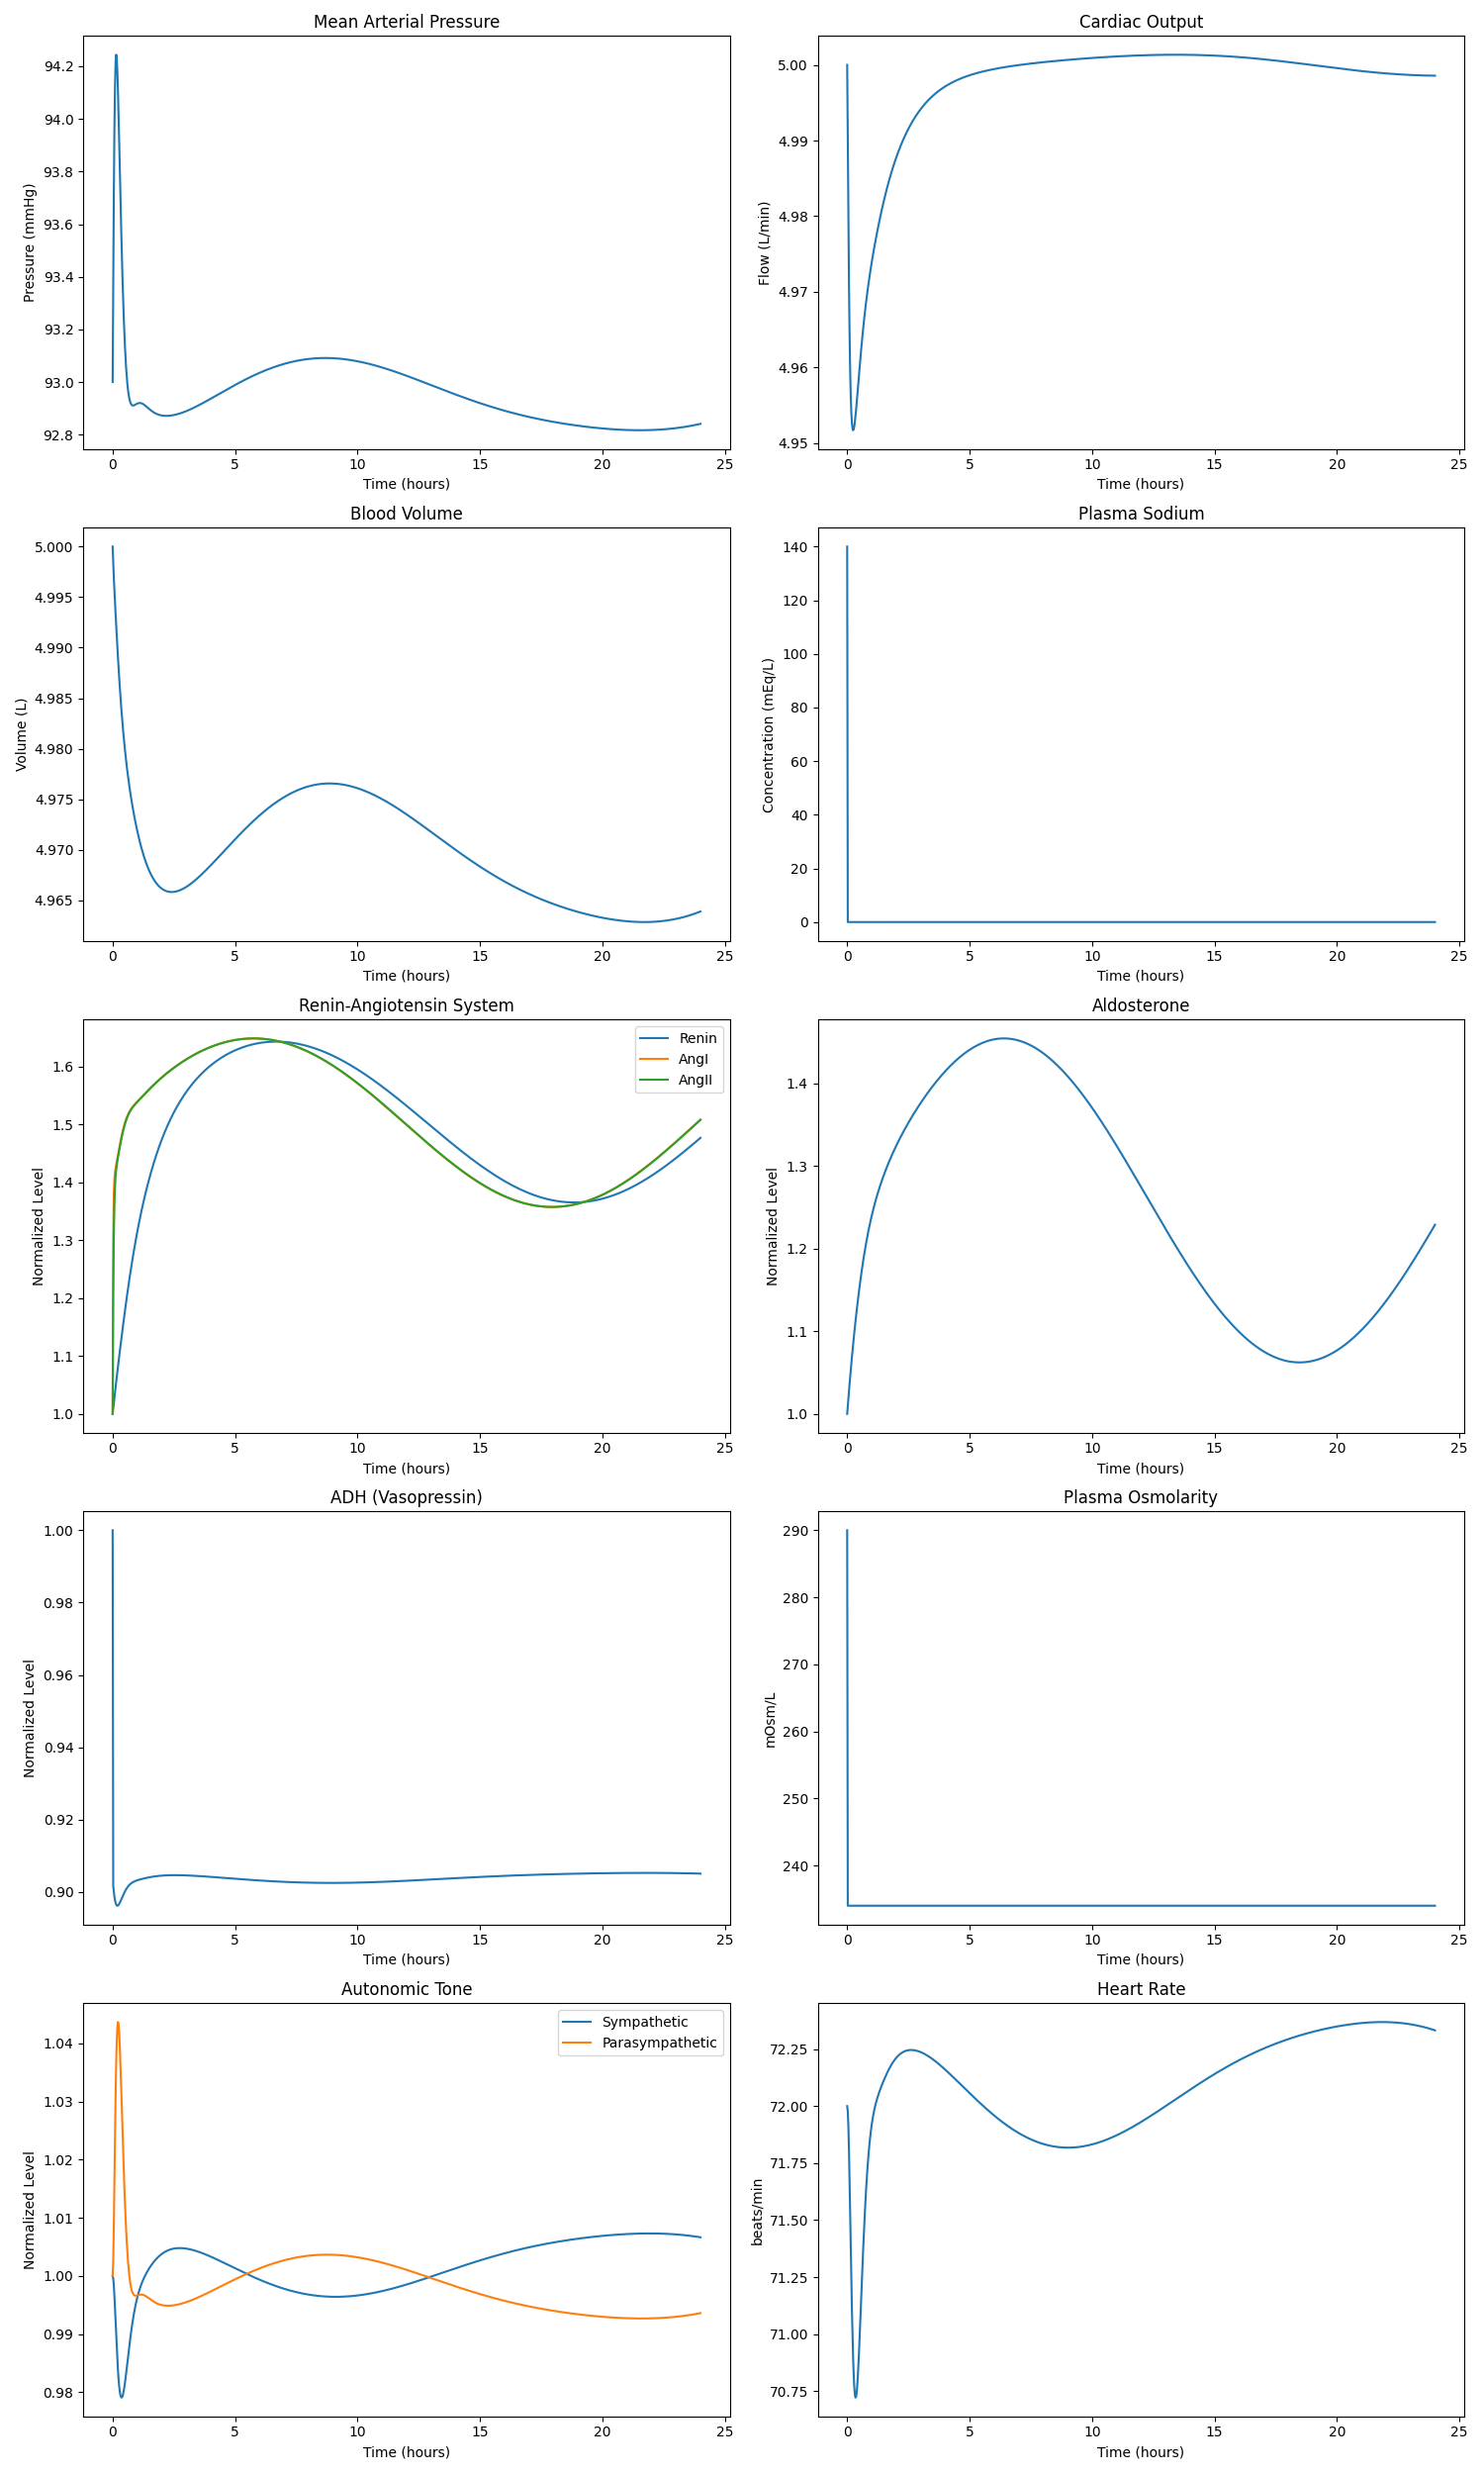 Mean Arterial Pressure
Pressure (mmHg)
94.2
94.0
93.8
93.6
93.4
93.2
93.0
92.8
0 5 10 15 20 25
Time (hours)
Cardiac Output
Flow (L/min)
5.00
4.99
4.98
4.97
4.96
4.95
0 5 10 15 20 25
Time (hours)
Blood Volume
Volume (L)
5.000
4.995
4.990
4.985
4.980
4.975
4.970
4.965
0 5 10 15 20 25
Time (hours)
Plasma Sodium
Concentration (mEq/L)
140
120
100
80
60
40
20
0
0 5 10 15 20 25
Time (hours)
Renin-Angiotensin System
Normalized Level
1.6
1.5
1.4
1.3
1.2
1.1
1.0
Renin
AngI
AngII
0 5 10 15 20 25
Time (hours)
Aldosterone
Normalized Level
1.4
1.3
1.2
1.1
1.0
0 5 10 15 20 25
Time (hours)
ADH (Vasopressin)
Normalized Level
1.00
0.98
0.96
0.94
0.92
0.90
0 5 10 15 20 25
Time (hours)
Plasma Osmolarity
mOsm/L
290
280
270
260
250
240
0 5 10 15 20 25
Time (hours)
Autonomic Tone
Normalized Level
1.04
1.03
1.02
1.01
1.00
0.99
0.98
Sympathetic
Parasympathetic
0 5 10 15 20 25
Time (hours)
Heart Rate
beats/min
72.25
72.00
71.75
71.50
71.25
71.00
70.75
0 5 10 15 20 25
Time (hours)